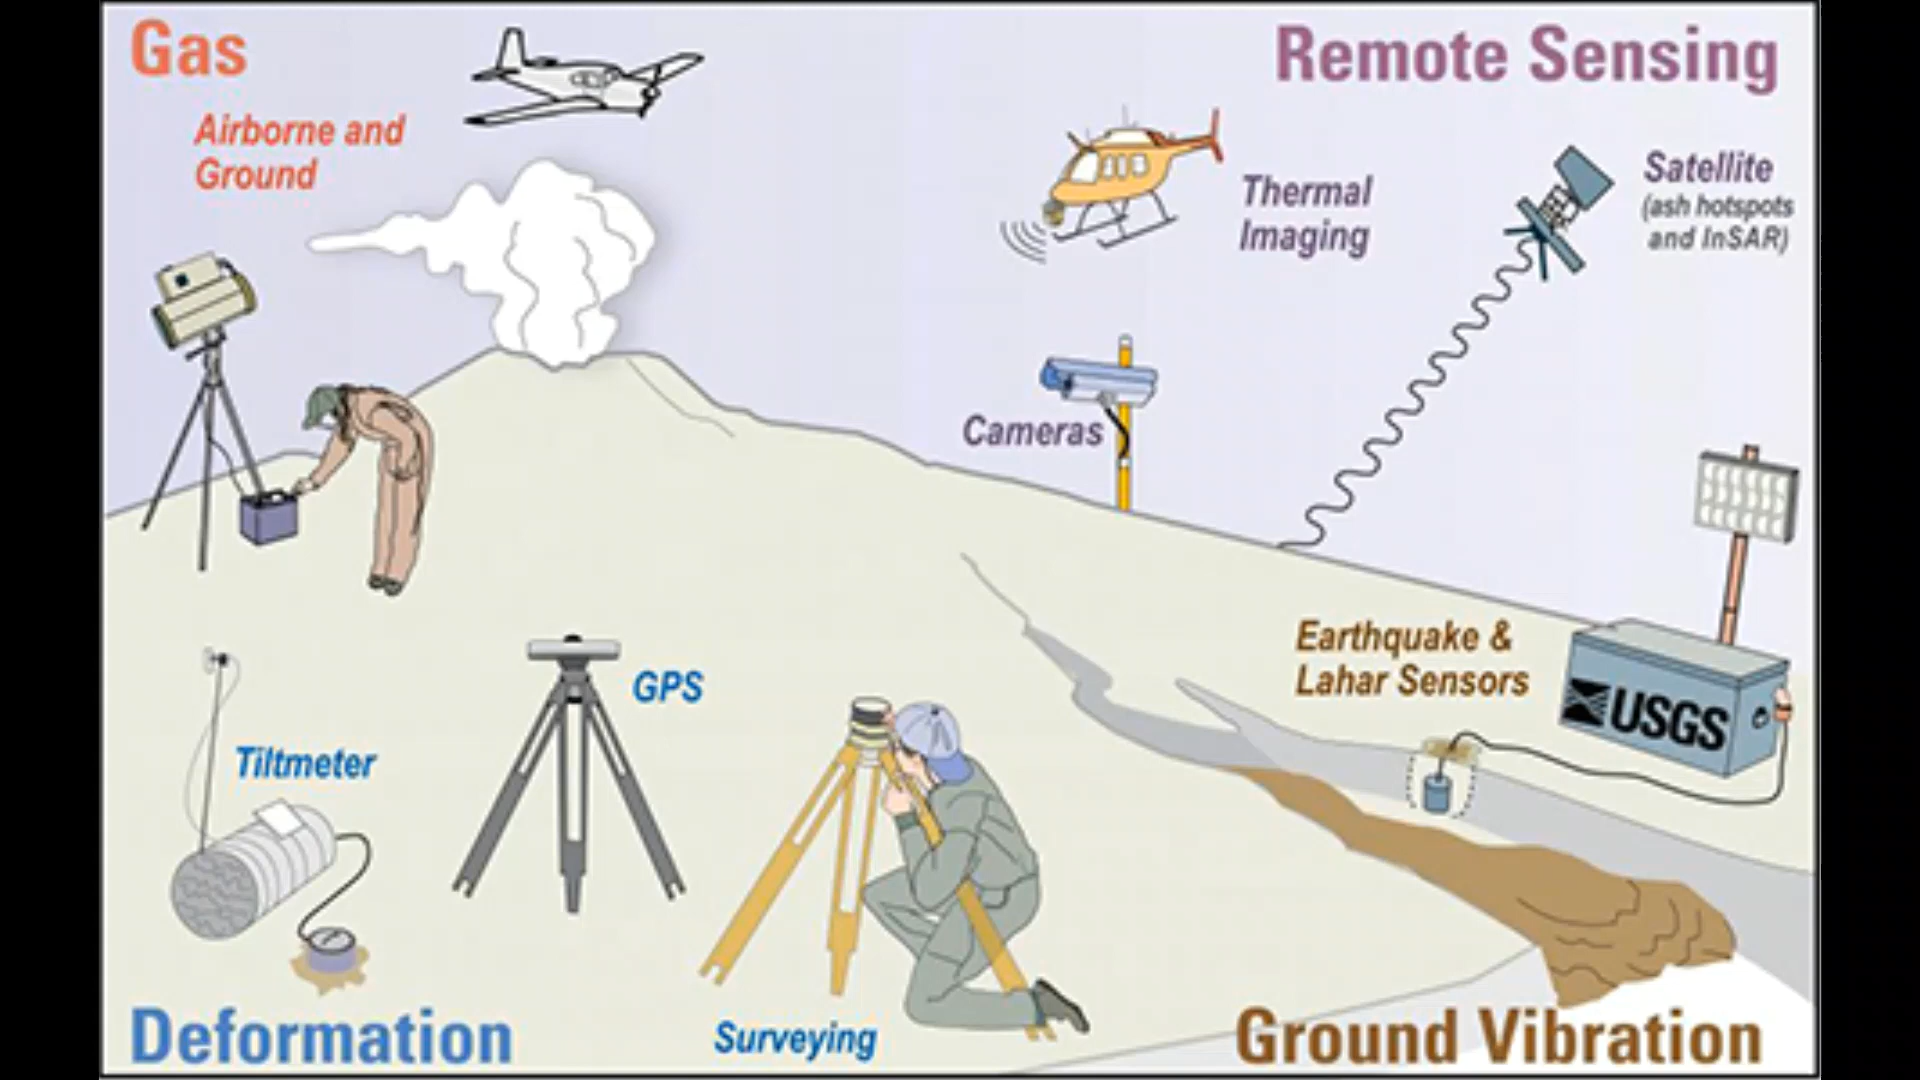 Gas
Airborne and
Ground
Remote Sensing
Thermal
Imaging
Satellite
(ash hotspots
and InSAR)
Cameras
Earthquake &
Lahar Sensors
USGS
GPS
Tiltmeter
Deformation
Surveying
Ground Vibration